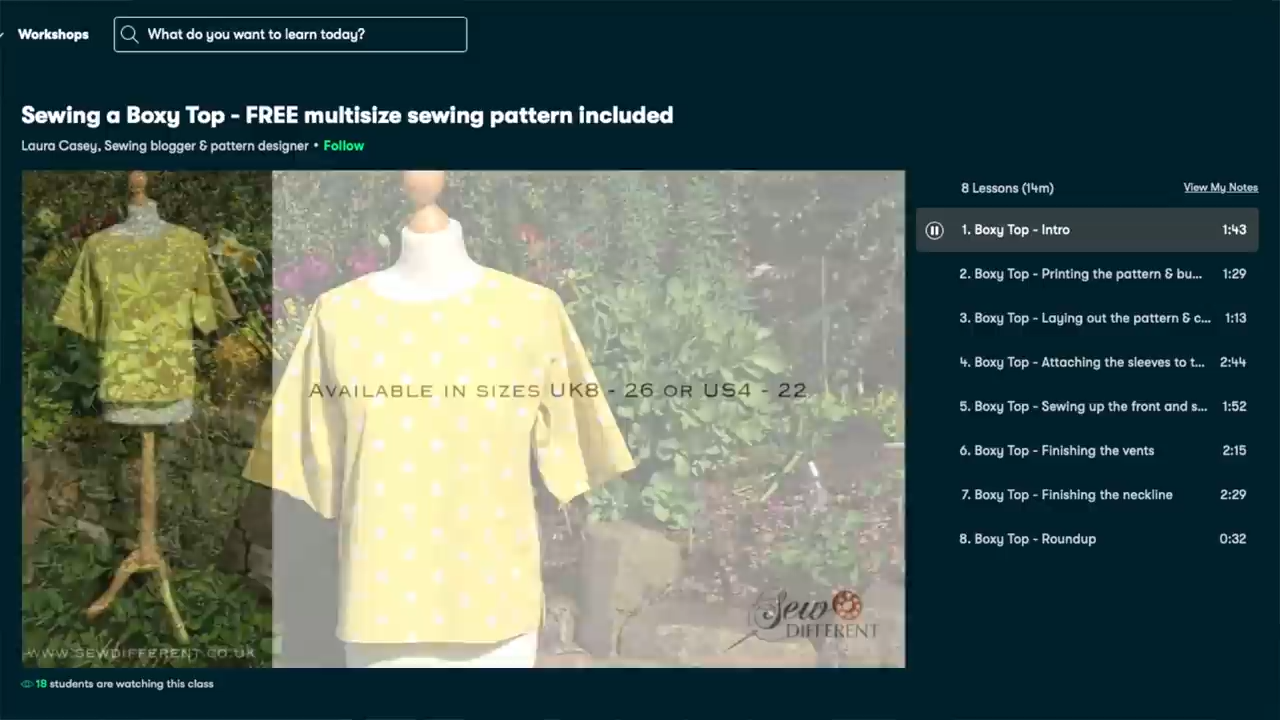 Workshops
What do you want to learn today?
Sewing a Boxy Top - FREE multisize sewing pattern included
Laura Casey, Sewing blogger & pattern designer • Follow
AVAILABLE IN SIZES UK8 - 26 OR US4 - 22
Sew
DIFFERENT
WWW.SEWDIFFERENT.CO.UK
18 students are watching this class
8 Lessons (14m)
View My Notes
1. Boxy Top - Intro 1:43
2. Boxy Top - Printing the pattern & bu... 1:29
3. Boxy Top - Laying out the pattern & c... 1:13
4. Boxy Top - Attaching the sleeves to t... 2:44
5. Boxy Top - Sewing up the front and s... 1:52
6. Boxy Top - Finishing the vents 2:15
7. Boxy Top - Finishing the neckline 2:29
8. Boxy Top - Roundup 0:32